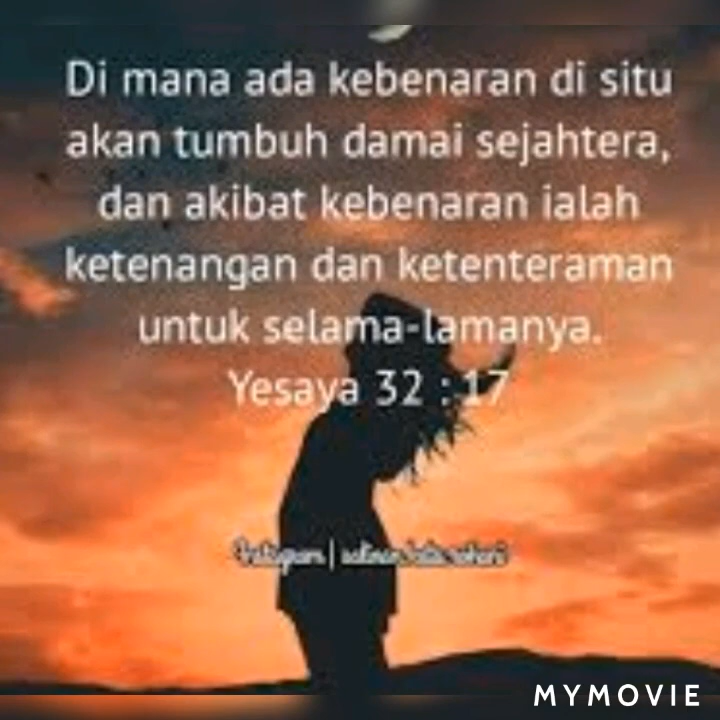 Di mana ada kebenaran di situ
akan tumbuh damai sejahtera,
dan akibat kebenaran ialah
ketenangan dan ketenteraman
untuk selama-lamanya.
Yesaya 32 : 17
Instagram |
MYMOVIE